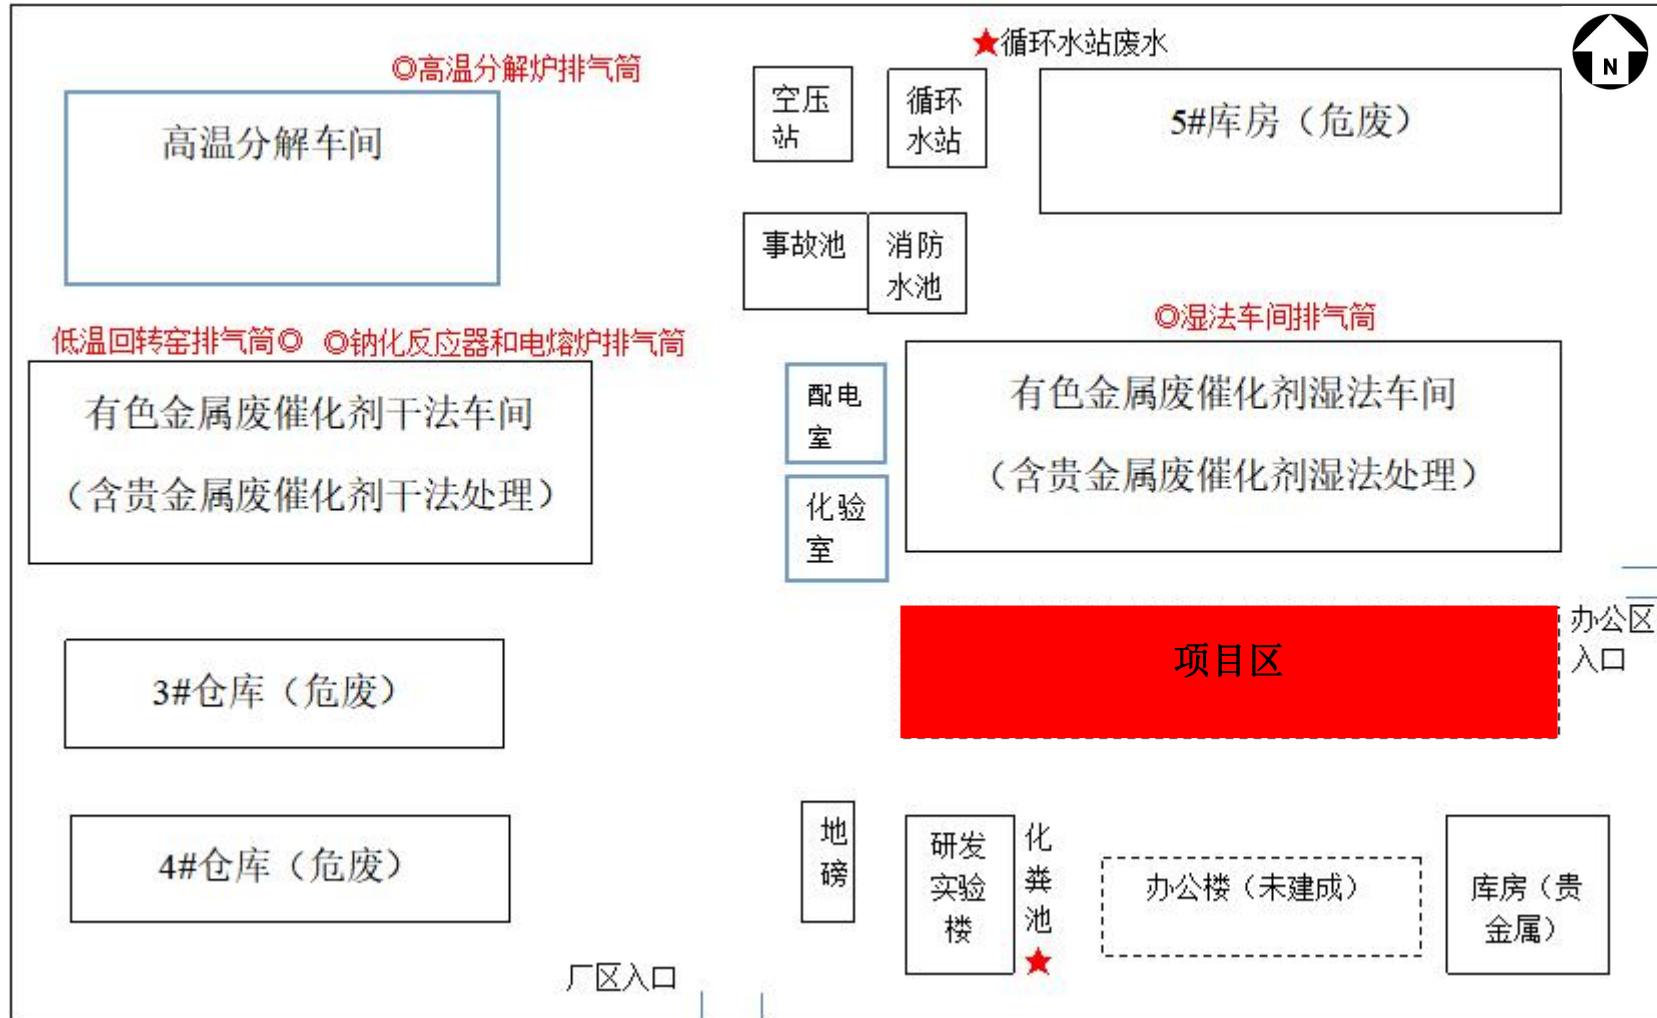 ★循环水站废水
N
◎高温分解炉排气筒
高温分解车间
空压
站
循环
水站
5#库房（危废）
事故池
消防
水池
低温回转窑排气筒◎
◎钠化反应器和电熔炉排气筒
◎湿法车间排气筒
有色金属废催化剂干法车间
（含贵金属废催化剂干法处理）
配电
室
化验
室
有色金属废催化剂湿法车间
（含贵金属废催化剂湿法处理）
项目区
办公区
入口
3#仓库（危废）
4#仓库（危废）
地
磅
研发
实验
楼
化
粪
池
★
办公楼（未建成）
库房（贵
金属）
厂区入口